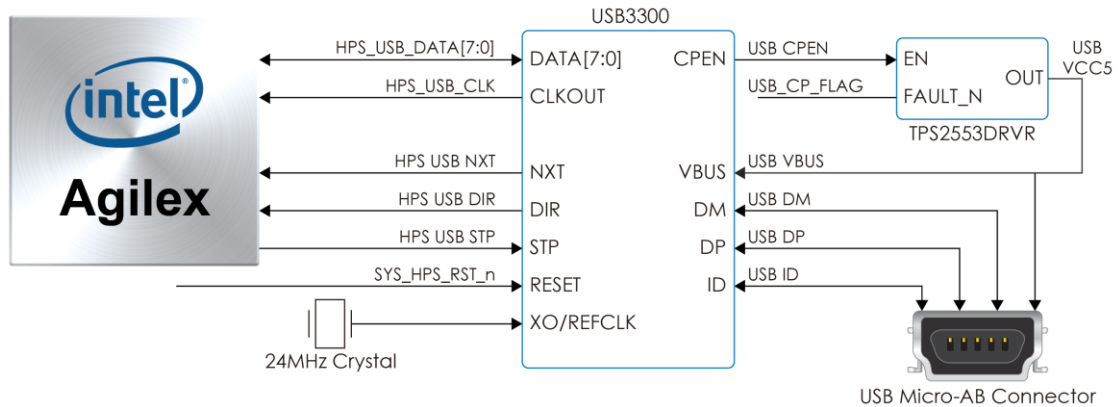 USB3300
HPS_USB_DATA[7:0]
DATA[7:0]
CPEN
USB CPEN
EN
USB
VCC5
HPS_USB_CLK
CLKOUT
USB_CP_FLAG
FAULT_N
OUT
TPS2553DRVR
intel®
Agilex
HPS USB NXT
NXT
VBUS
USB VBUS
HPS USB DIR
DIR
DM
USB DM
HPS USB STP
STP
DP
USB DP
SYS_HPS_RST_n
RESET
ID
USB ID
XO/REFCLK
24MHz Crystal
USB Micro-AB Connector